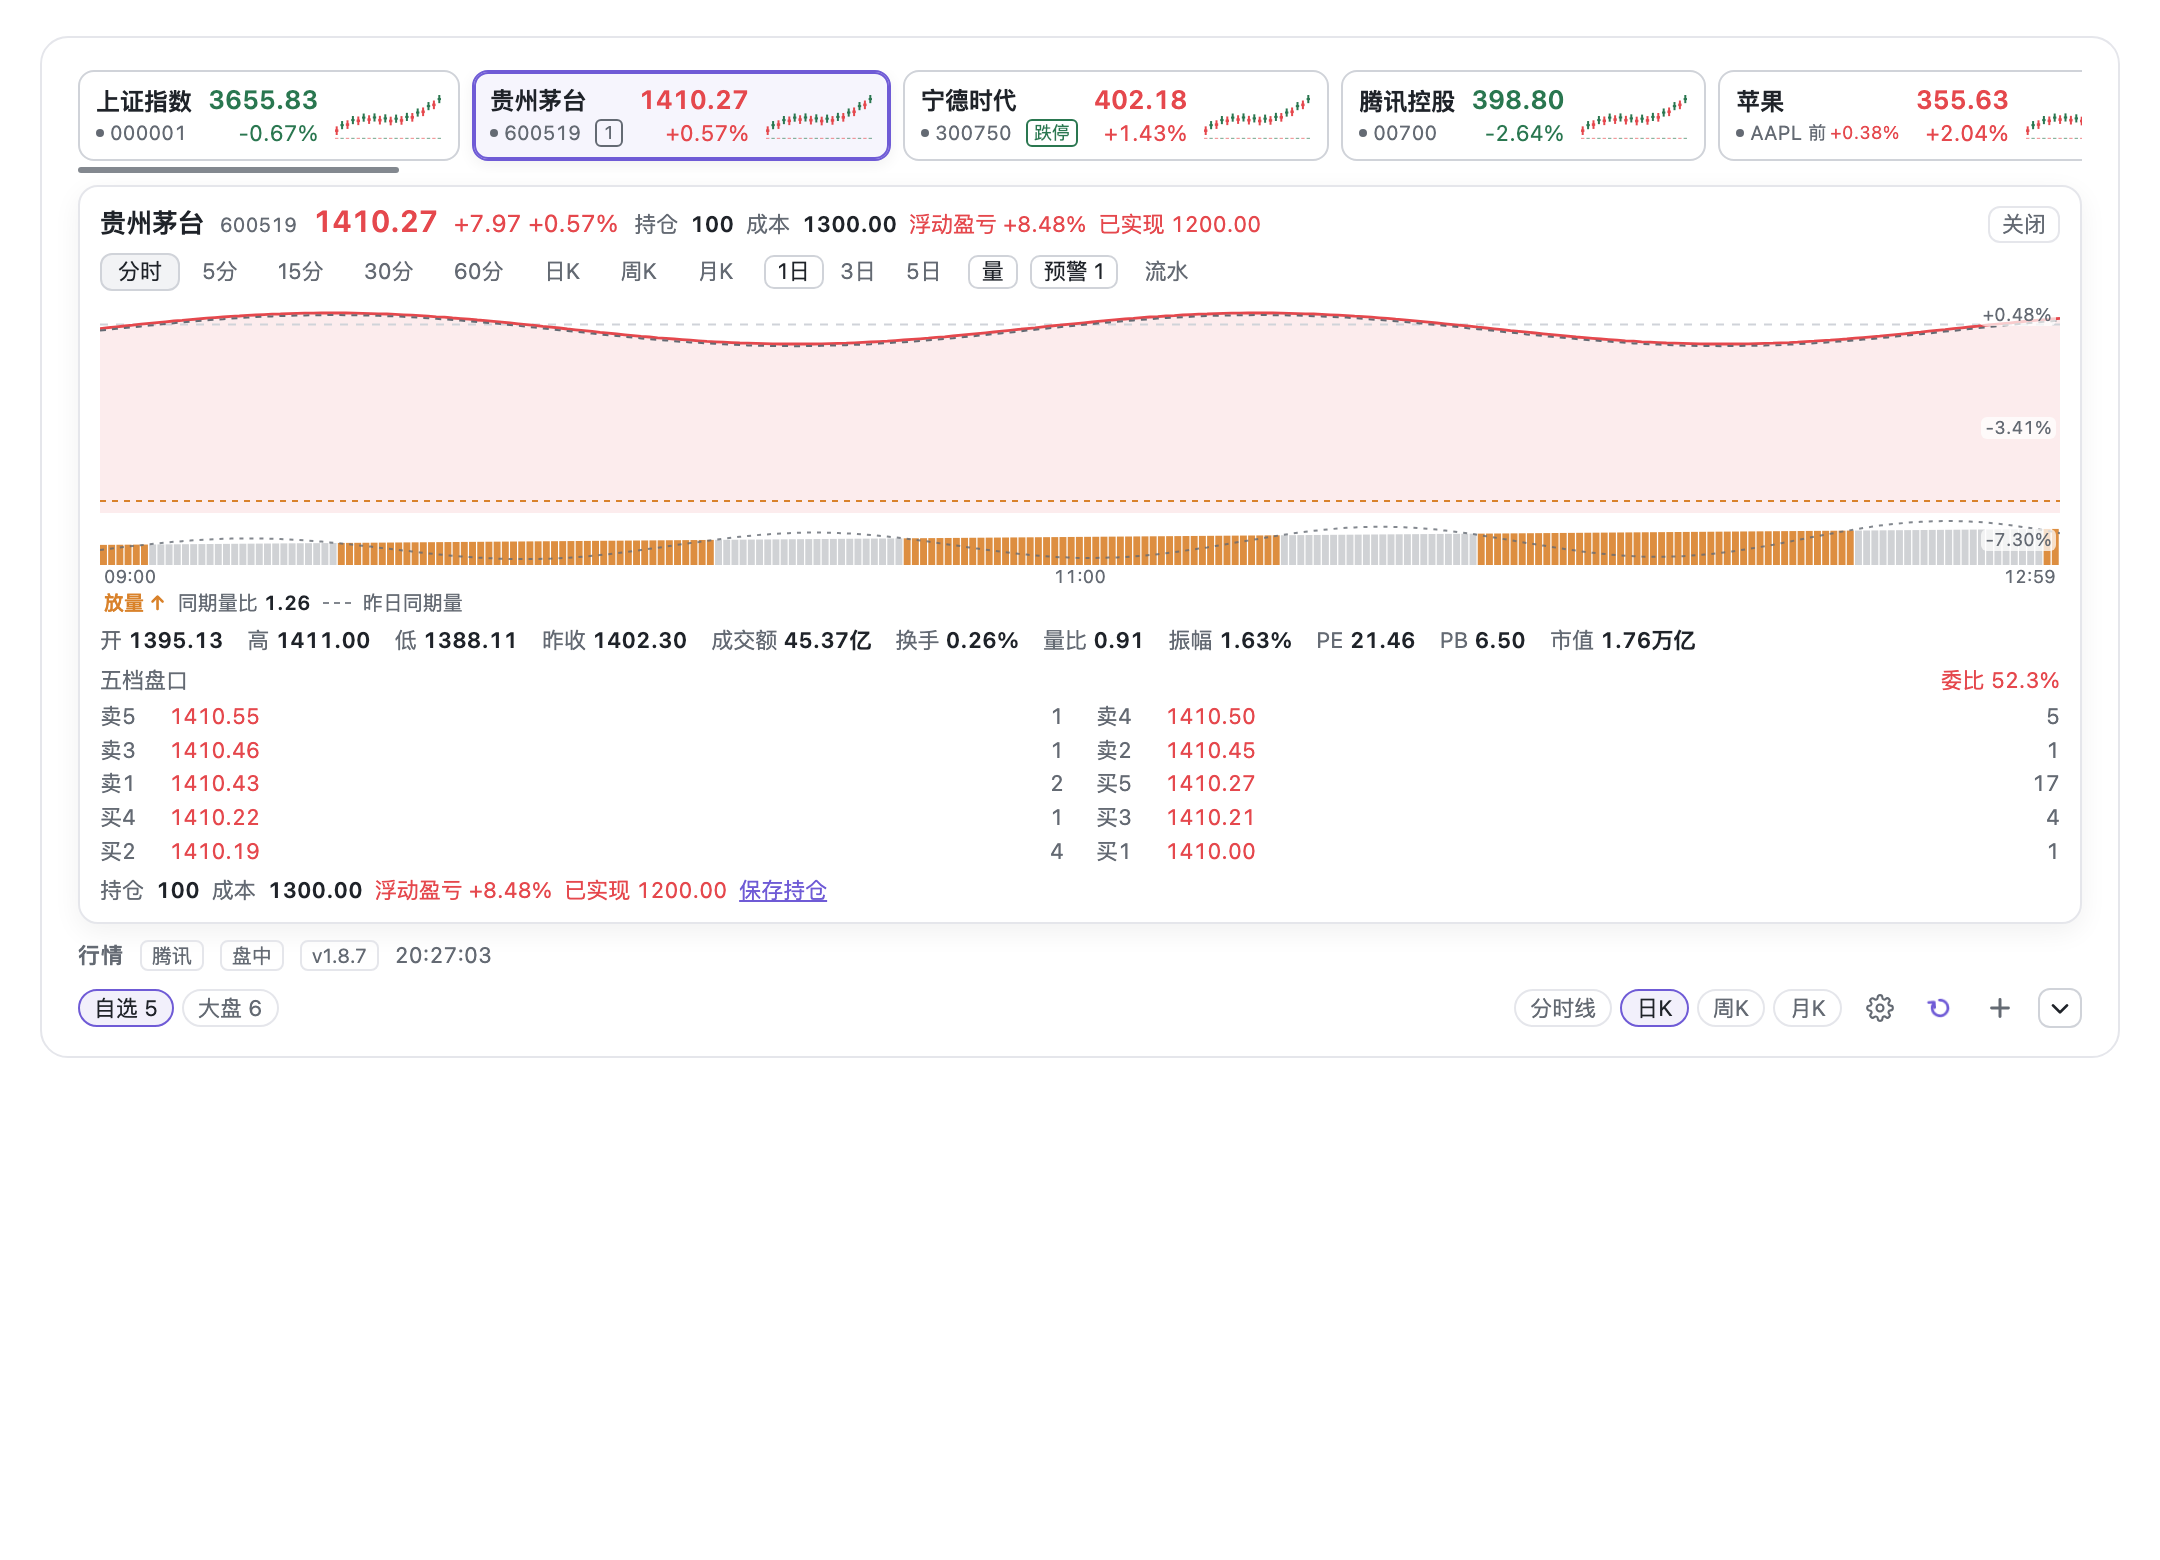 上证指数 3655.83
000001 -0.67%
贵州茅台 1410.27
600519 1 +0.57%
宁德时代 402.18
300750 跌停 +1.43%
腾讯控股 398.80
00700 -2.64%
苹果 355.63
AAPL 前 +0.38% +2.04%
贵州茅台 600519 1410.27 +7.97 +0.57% 持仓 100 成本 1300.00 浮动盈亏 +8.48% 已实现 1200.00 关闭
分时 5分 15分 30分 60分 日K 周K 月K 1日 3日 5日 量 预警 1 流水
+0.48%
-3.41%
-7.30%
09:00 11:00 12:59
放量 ↑ 同期量比 1.26 --- 昨日同期量
开 1395.13 高 1411.00 低 1388.11 昨收 1402.30 成交额 45.37亿 换手 0.26% 量比 0.91 振幅 1.63% PE 21.46 PB 6.50 市值 1.76万亿
五档盘口 委比 52.3%
卖5 1410.55 1 卖4 1410.50 5
卖3 1410.46 1 卖2 1410.45 1
卖1 1410.43 2 买5 1410.27 17
买4 1410.22 1 买3 1410.21 4
买2 1410.19 4 买1 1410.00 1
持仓 100 成本 1300.00 浮动盈亏 +8.48% 已实现 1200.00 保存持仓
行情 腾讯 盘中 v1.8.7 20:27:03
自选 5 大盘 6 分时线 日K 周K 月K